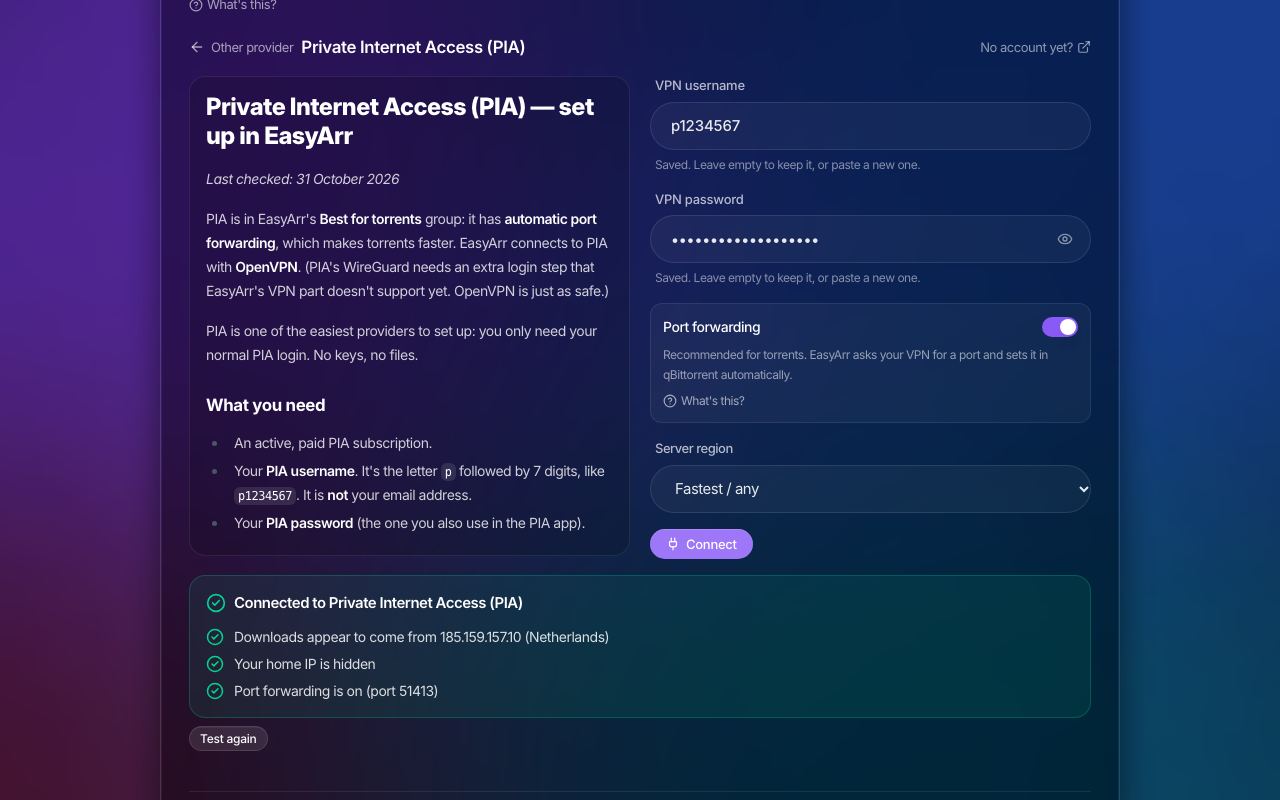 What's this?
Other provider Private Internet Access (PIA)
No account yet?
Private Internet Access (PIA) — set
up in EasyArr
Last checked: 31 October 2026
PIA is in EasyArr's Best for torrents group: it has automatic port
forwarding, which makes torrents faster. EasyArr connects to PIA
with OpenVPN. (PIA's WireGuard needs an extra login step that
EasyArr's VPN part doesn't support yet. OpenVPN is just as safe.)
PIA is one of the easiest providers to set up: you only need your
normal PIA login. No keys, no files.
What you need
An active, paid PIA subscription.
Your PIA username. It's the letter p followed by 7 digits, like
p1234567. It is not your email address.
Your PIA password (the one you also use in the PIA app).
VPN username
p1234567
Saved. Leave empty to keep it, or paste a new one.
VPN password
•••••••••••••••••••
Saved. Leave empty to keep it, or paste a new one.
Port forwarding
Recommended for torrents. EasyArr asks your VPN for a port and sets it in
qBittorrent automatically.
What's this?
Server region
Fastest / any
Connect
Connected to Private Internet Access (PIA)
Downloads appear to come from 185.159.157.10 (Netherlands)
Your home IP is hidden
Port forwarding is on (port 51413)
Test again